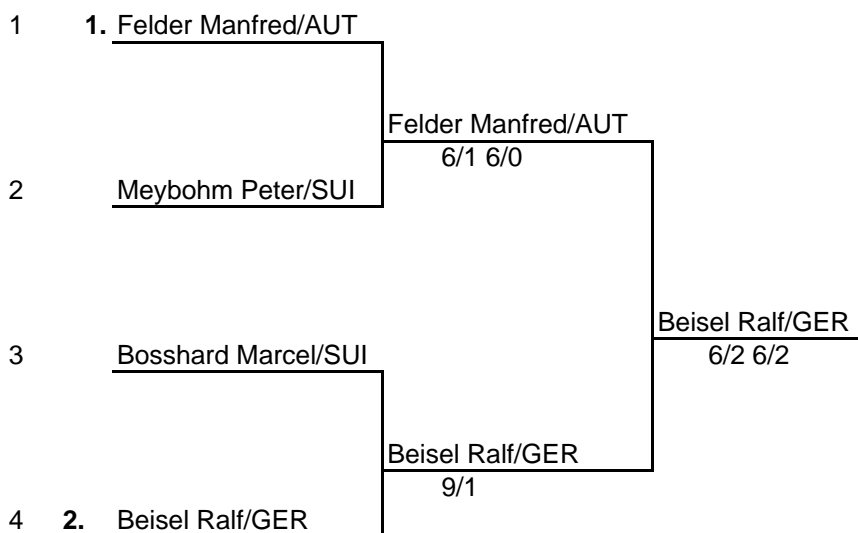 1 1. Felder Manfred/AUT
Felder Manfred/AUT
6/1 6/0
2 Meybohm Peter/SUI
Beisel Ralf/GER
6/2 6/2
3 Bosshard Marcel/SUI
Beisel Ralf/GER
9/1
4 2. Beisel Ralf/GER